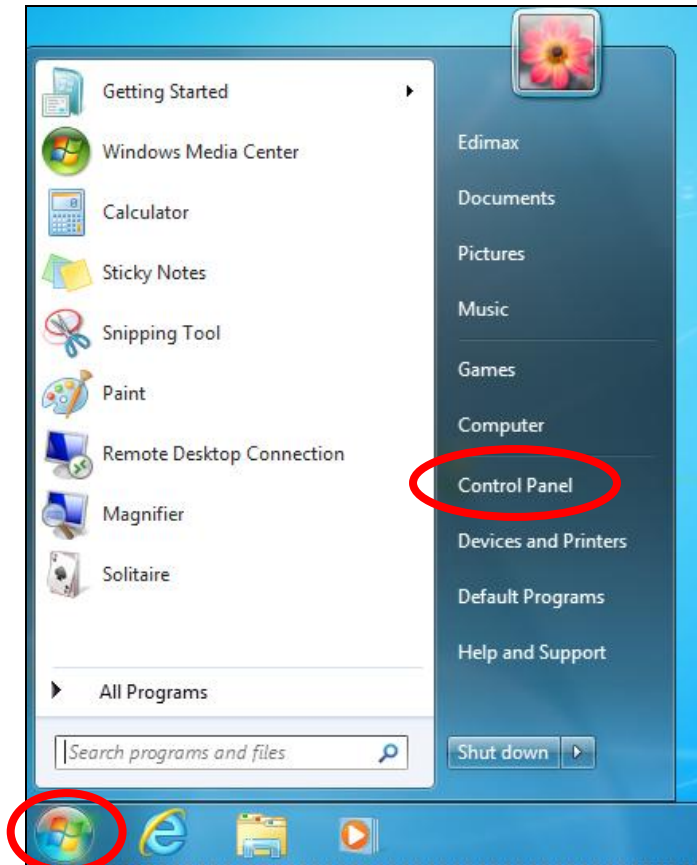 Getting Started
Windows Media Center
Calculator
Sticky Notes
Snipping Tool
Paint
Remote Desktop Connection
Magnifier
Solitaire
All Programs
Search programs and files
Edimax
Documents
Pictures
Music
Games
Computer
Control Panel
Devices and Printers
Default Programs
Help and Support
Shut down